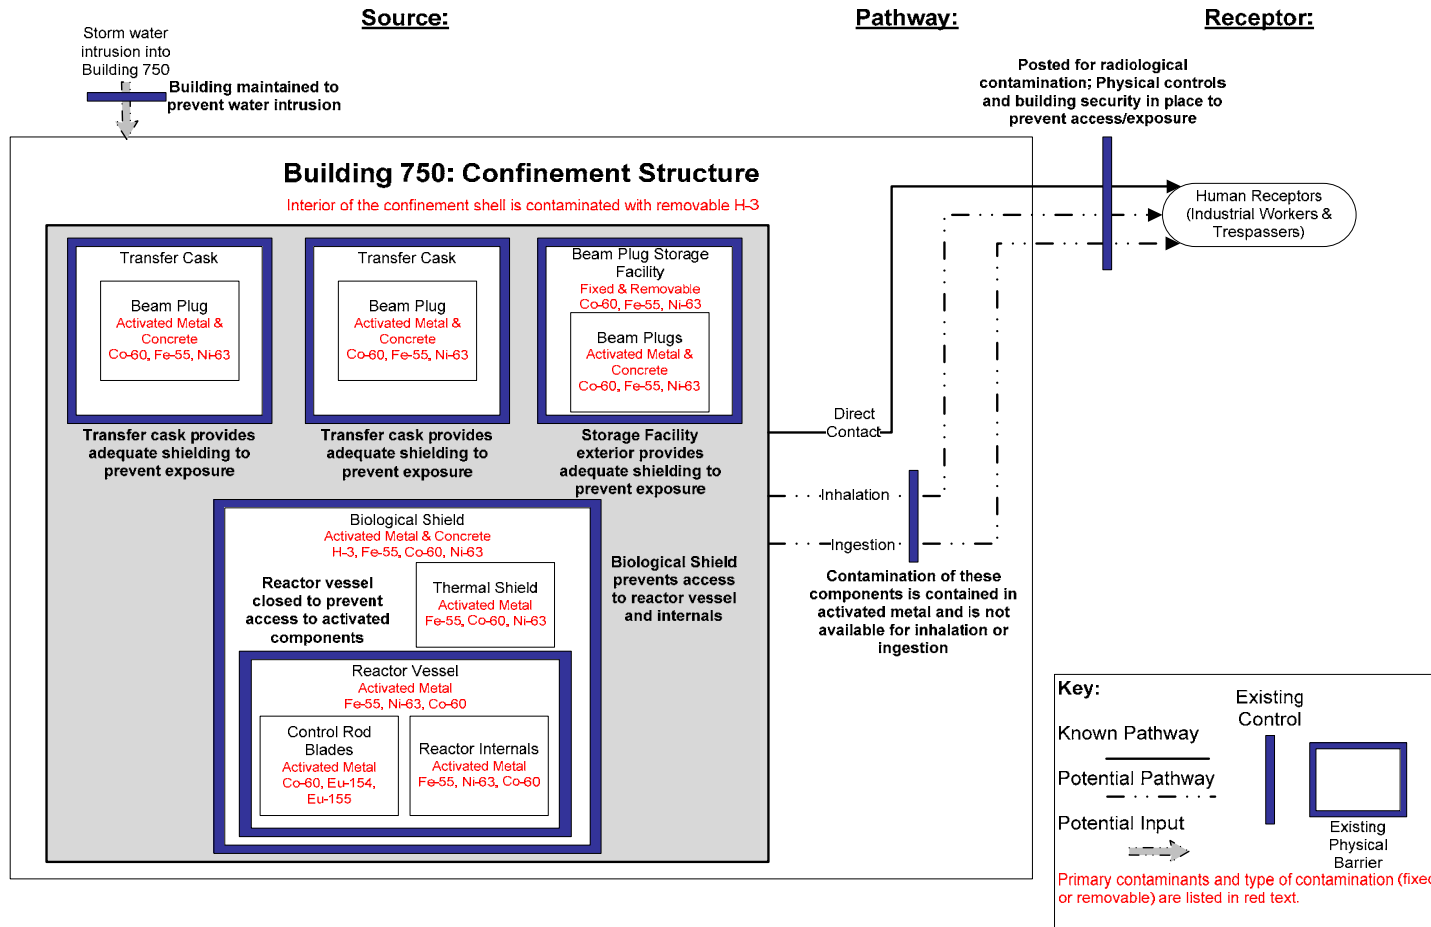 Source:
Pathway:
Receptor:
Storm water
intrusion into
Building 750
Building maintained to
prevent water intrusion
Posted for radiological
contamination; Physical controls
and building security in place to
prevent access/exposure
Building 750: Confinement Structure
Interior of the confinement shell is contaminated with removable H-3
Human Receptors
(Industrial Workers &
Trespassers)
Transfer Cask
Beam Plug
Activated Metal &
Concrete
Co-60, Fe-55, Ni-63
Transfer cask provides
adequate shielding to
prevent exposure
Transfer Cask
Beam Plug
Activated Metal &
Concrete
Co-60, Fe-55, Ni-63
Transfer cask provides
adequate shielding to
prevent exposure
Beam Plug Storage
Facility
Fixed & Removable
Co-60, Fe-55, Ni-63
Beam Plugs
Activated Metal &
Concrete
Co-60, Fe-55, Ni-63
Storage Facility
exterior provides
adequate shielding to
prevent exposure
Direct
Contact
Inhalation
Ingestion
Contamination of these
components is contained in
activated metal and is not
available for inhalation or
ingestion
Biological Shield
Activated Metal & Concrete
H-3, Fe-55, Co-60, Ni-63
Reactor vessel
closed to prevent
access to activated
components
Thermal Shield
Activated Metal
Fe-55, Co-60, Ni-63
Biological Shield
prevents access
to reactor vessel
and internals
Reactor Vessel
Activated Metal
Fe-55, Ni-63, Co-60
Control Rod
Blades
Activated Metal
Co-60, Eu-154,
Eu-155
Reactor Internals
Activated Metal
Fe-55, Ni-63, Co-60
Key:
Known Pathway
Potential Pathway
Potential Input
Existing
Control
Existing
Physical
Barrier
Primary contaminants and type of contamination (fixed
or removable) are listed in red text.